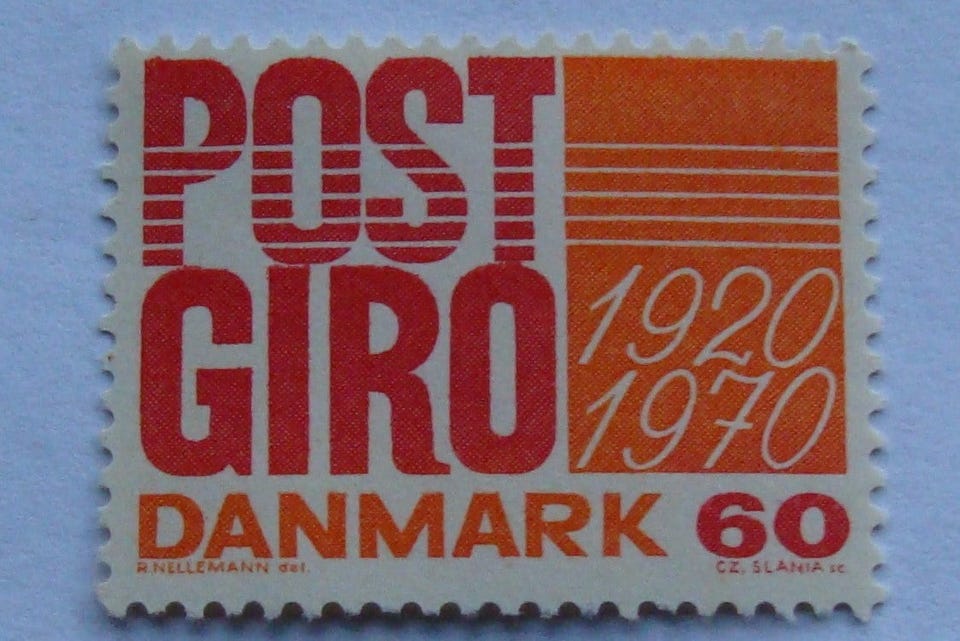 POST
GIRO
1920
1970
DANMARK 60
R.NELLEMANN del.
CZ. SLANIA sc.